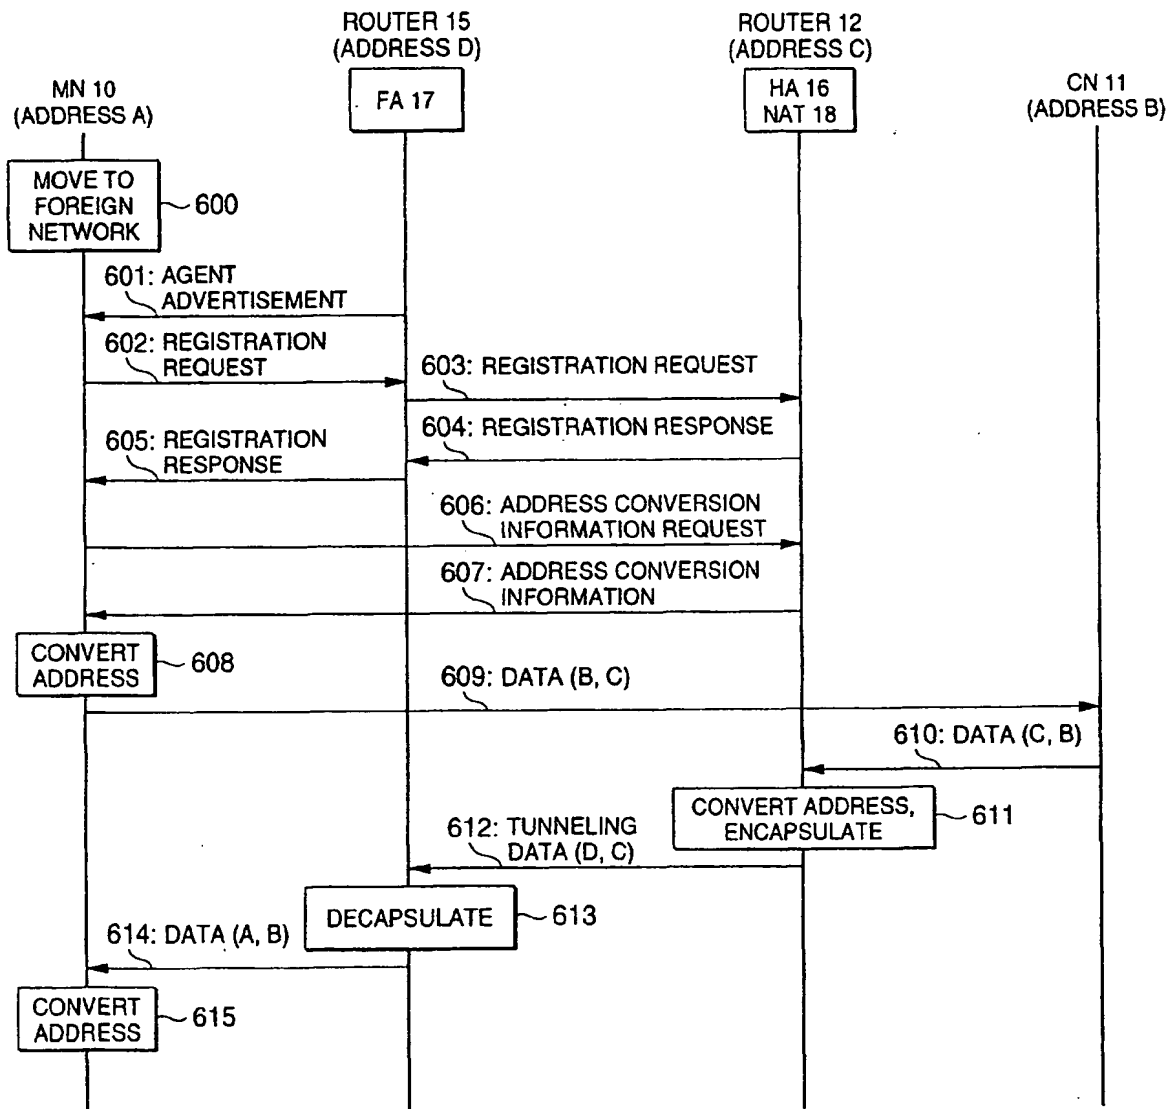 ROUTER 15
(ADDRESS D)
ROUTER 12
(ADDRESS C)
MN 10
(ADDRESS A)
FA 17
HA 16
NAT 18
CN 11
(ADDRESS B)
MOVE TO
FOREIGN
NETWORK
600
601: AGENT
ADVERTISEMENT
602: REGISTRATION
REQUEST
603: REGISTRATION REQUEST
604: REGISTRATION RESPONSE
605: REGISTRATION
RESPONSE
606: ADDRESS CONVERSION
INFORMATION REQUEST
607: ADDRESS CONVERSION
INFORMATION
CONVERT
ADDRESS
608
609: DATA (B, C)
610: DATA (C, B)
CONVERT ADDRESS,
ENCAPSULATE
611
612: TUNNELING
DATA (D, C)
DECAPSULATE
613
614: DATA (A, B)
CONVERT
ADDRESS
615